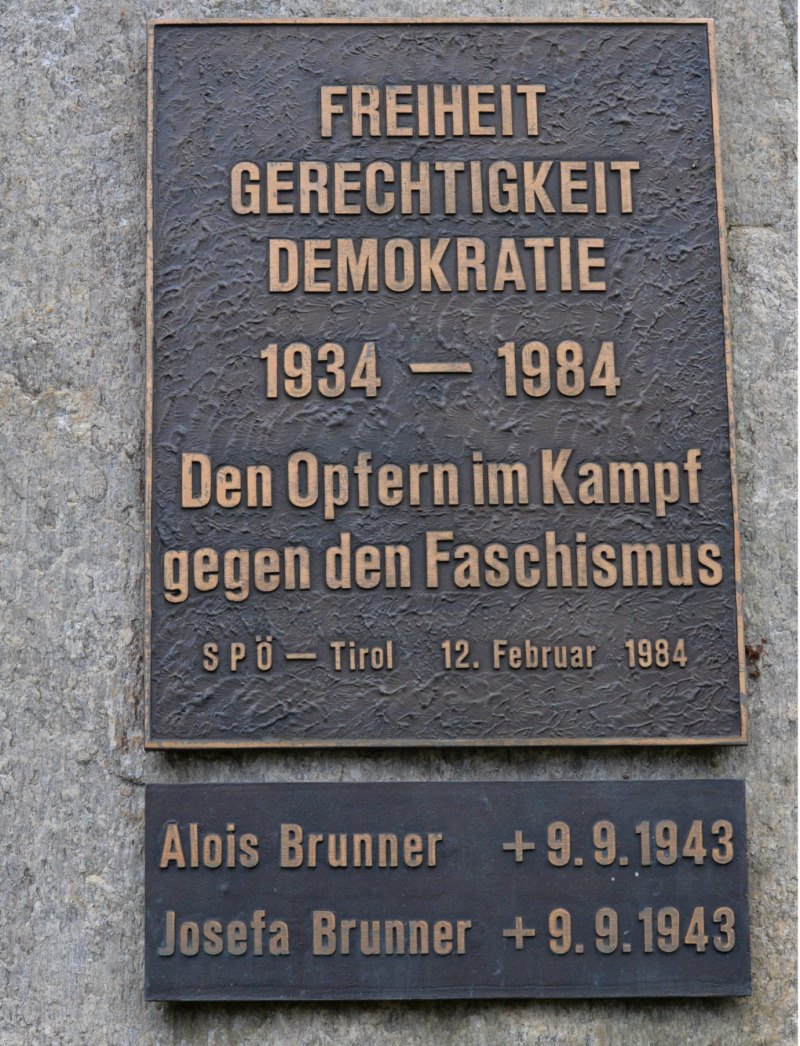 FREIHEIT
GERECHTIGKEIT
DEMOKRATIE
1934 — 1984
Den Opfern im Kampf
gegen den Faschismus
SPÖ — Tirol 12. Februar 1984
Alois Brunner + 9. 9. 1943
Josefa Brunner + 9. 9. 1943